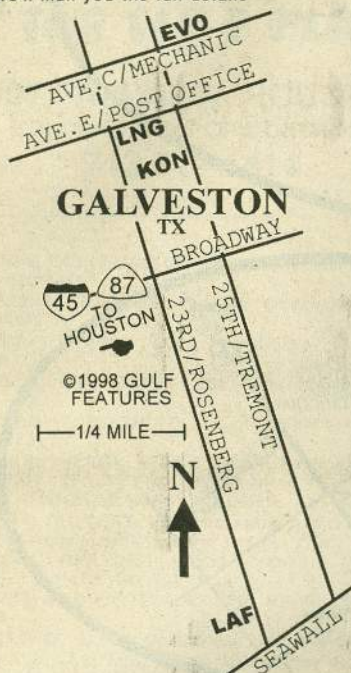 EVO
AVE.C/MECHANIC
AVE.E/POST OFFICE
LNG
KON
GALVESTON
TX
BROADWAY
87
45
TO
HOUSTON
23RD/ROSENBERG
25TH/TREMONT
©1998 GULF
FEATURES
1/4 MILE
N
LAF
SEAWALL